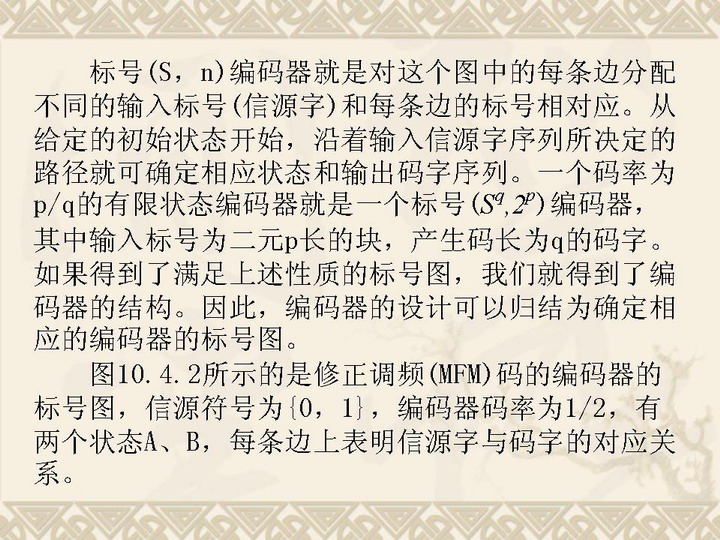 标号(S，n)编码器就是对这个图中的每条边分配
不同的输入标号(信源字)和每条边的标号相对应。从
给定的初始状态开始，沿着输入信源字序列所决定的
路径就可确定相应状态和输出码字序列。一个码率为
p/q的有限状态编码器就是一个标号(S^q,2^p)编码器，
其中输入标号为二元p长的块，产生码长为q的码字。
如果得到了满足上述性质的标号图，我们就得到了编
码器的结构。因此，编码器的设计可以归结为确定相
应的编码器的标号图。
图10.4.2所示的是修正调频(MFM)码的编码器的
标号图，信源符号为{0，1}，编码器码率为1/2，有
两个状态A、B，每条边上表明信源字与码字的对应关
系。